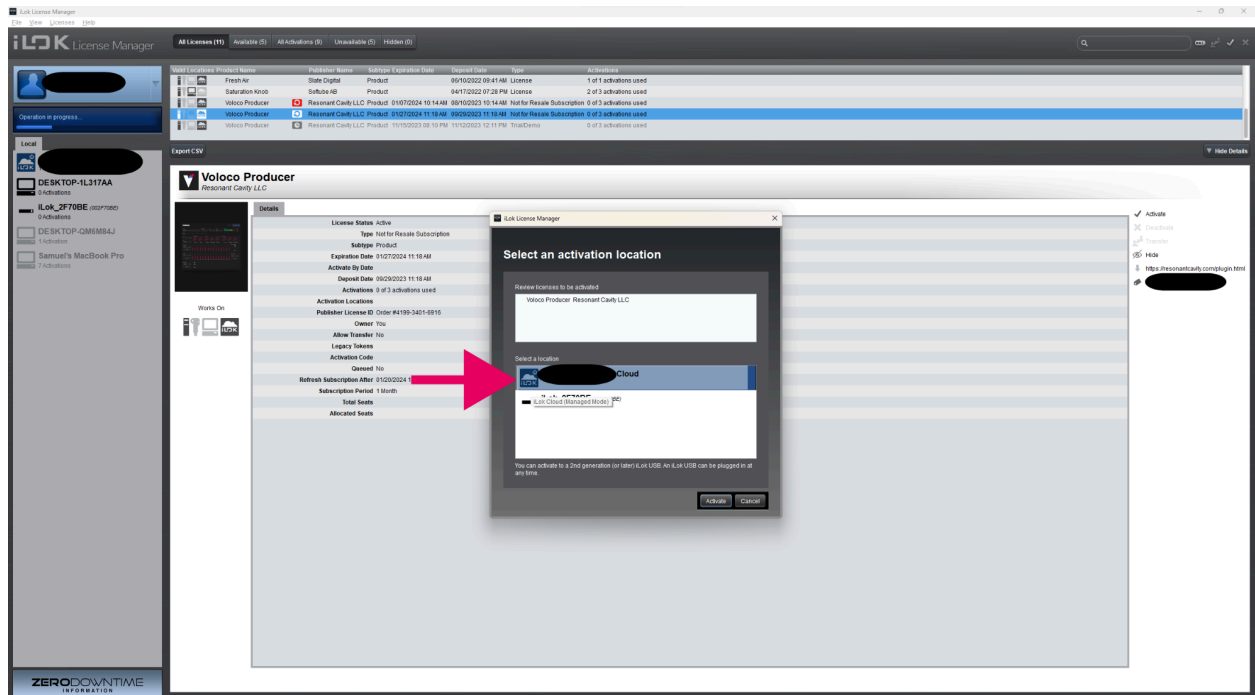 iLok License Manager
File View Licenses Help
iLOK License Manager
All Licenses (11) Available (5) All Activations (9) Unavailable (5) Hidden (0)
Valid Locations Product Name Publisher Name Subtype Expiration Date Deposit Date Type Activations
Fresh Air Slate Digital Product 06/10/2022 09:41 AM License 1 of 1 activations used
Saturation Knob Softube AB Product 04/17/2022 07:28 PM License 2 of 3 activations used
Voloco Producer Resonant Cavity LLC Product 01/07/2024 10:14 AM 08/10/2023 10:14 AM Not for Resale Subscription 0 of 3 activations used
Voloco Producer Resonant Cavity LLC Product 01/27/2024 11:18 AM 09/29/2023 11:18 AM Not for Resale Subscription 0 of 3 activations used
Voloco Producer Resonant Cavity LLC Product 11/15/2023 08:10 PM 11/12/2023 12:11 PM Trial/Demo 0 of 3 activations used
Operation in progress..
Local
iLOK
DESKTOP-1L317AA
0 Activations
iLok_2F70BE (002F70BE)
0 Activations
DESKTOP-QM6M84J
1 Activation
Samuel's MacBook Pro
7 Activations
ZERODOWNTIME
INFORMATION
Export CSV
Hide Details
Voloco Producer
Resonant Cavity LLC
Works On
iLOK
Details
License Status Active
Type Not for Resale Subscription
Subtype Product
Expiration Date 01/27/2024 11:18 AM
Activate By Date
Deposit Date 09/29/2023 11:18 AM
Activations 0 of 3 activations used
Activation Locations
Publisher License ID Order #4199-3401-6916
Owner You
Allow Transfer No
Legacy Tokens
Activation Code
Queued No
Refresh Subscription After 01/20/2024 1
Subscription Period 1 Month
Total Seats
Allocated Seats
iLok License Manager
Select an activation location
Review licenses to be activated
Voloco Producer Resonant Cavity LLC
Select a location
iLOK Cloud
iLok Cloud (Managed Mode)
You can activate to a 2nd generation (or later) iLok USB. An iLok USB can be plugged in at
any time.
Activate Cancel
Activate
Deactivate
Transfer
Hide
https://resonantcavity.com/plugin.html